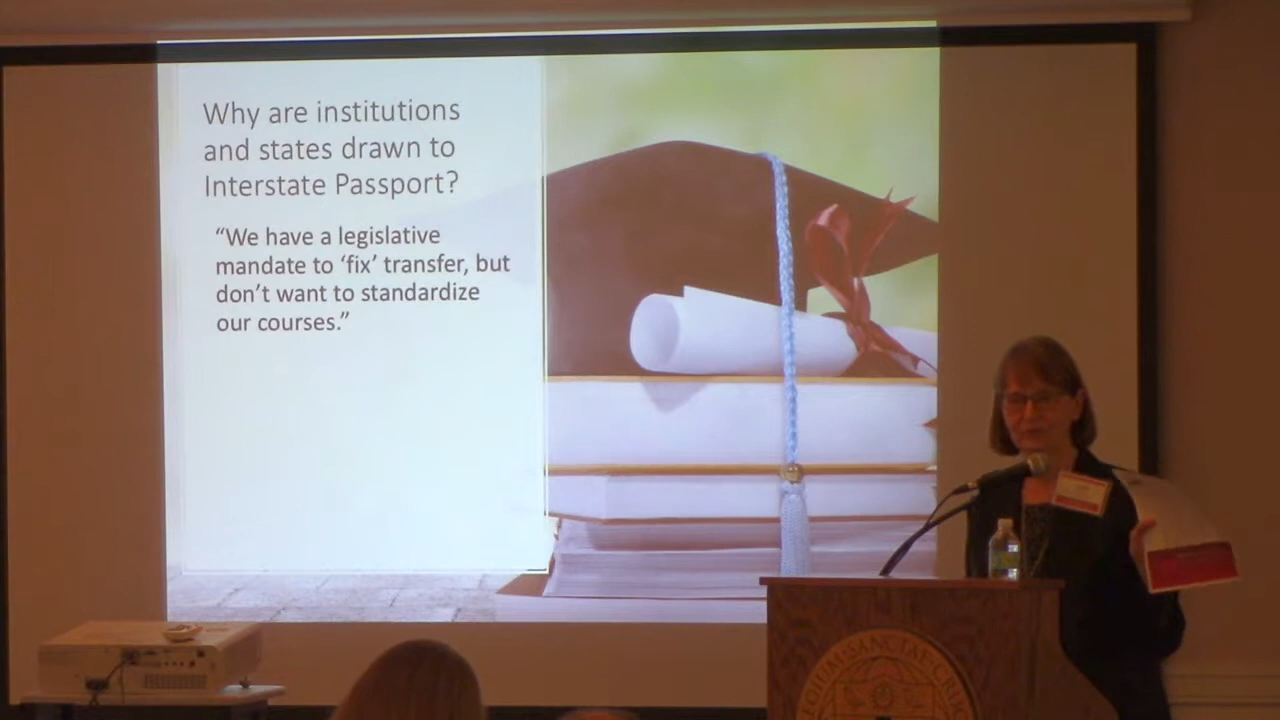 Why are institutions
and states drawn to
Interstate Passport?
“We have a legislative
mandate to ‘fix’ transfer, but
don’t want to standardize
our courses.”
SANCTAE